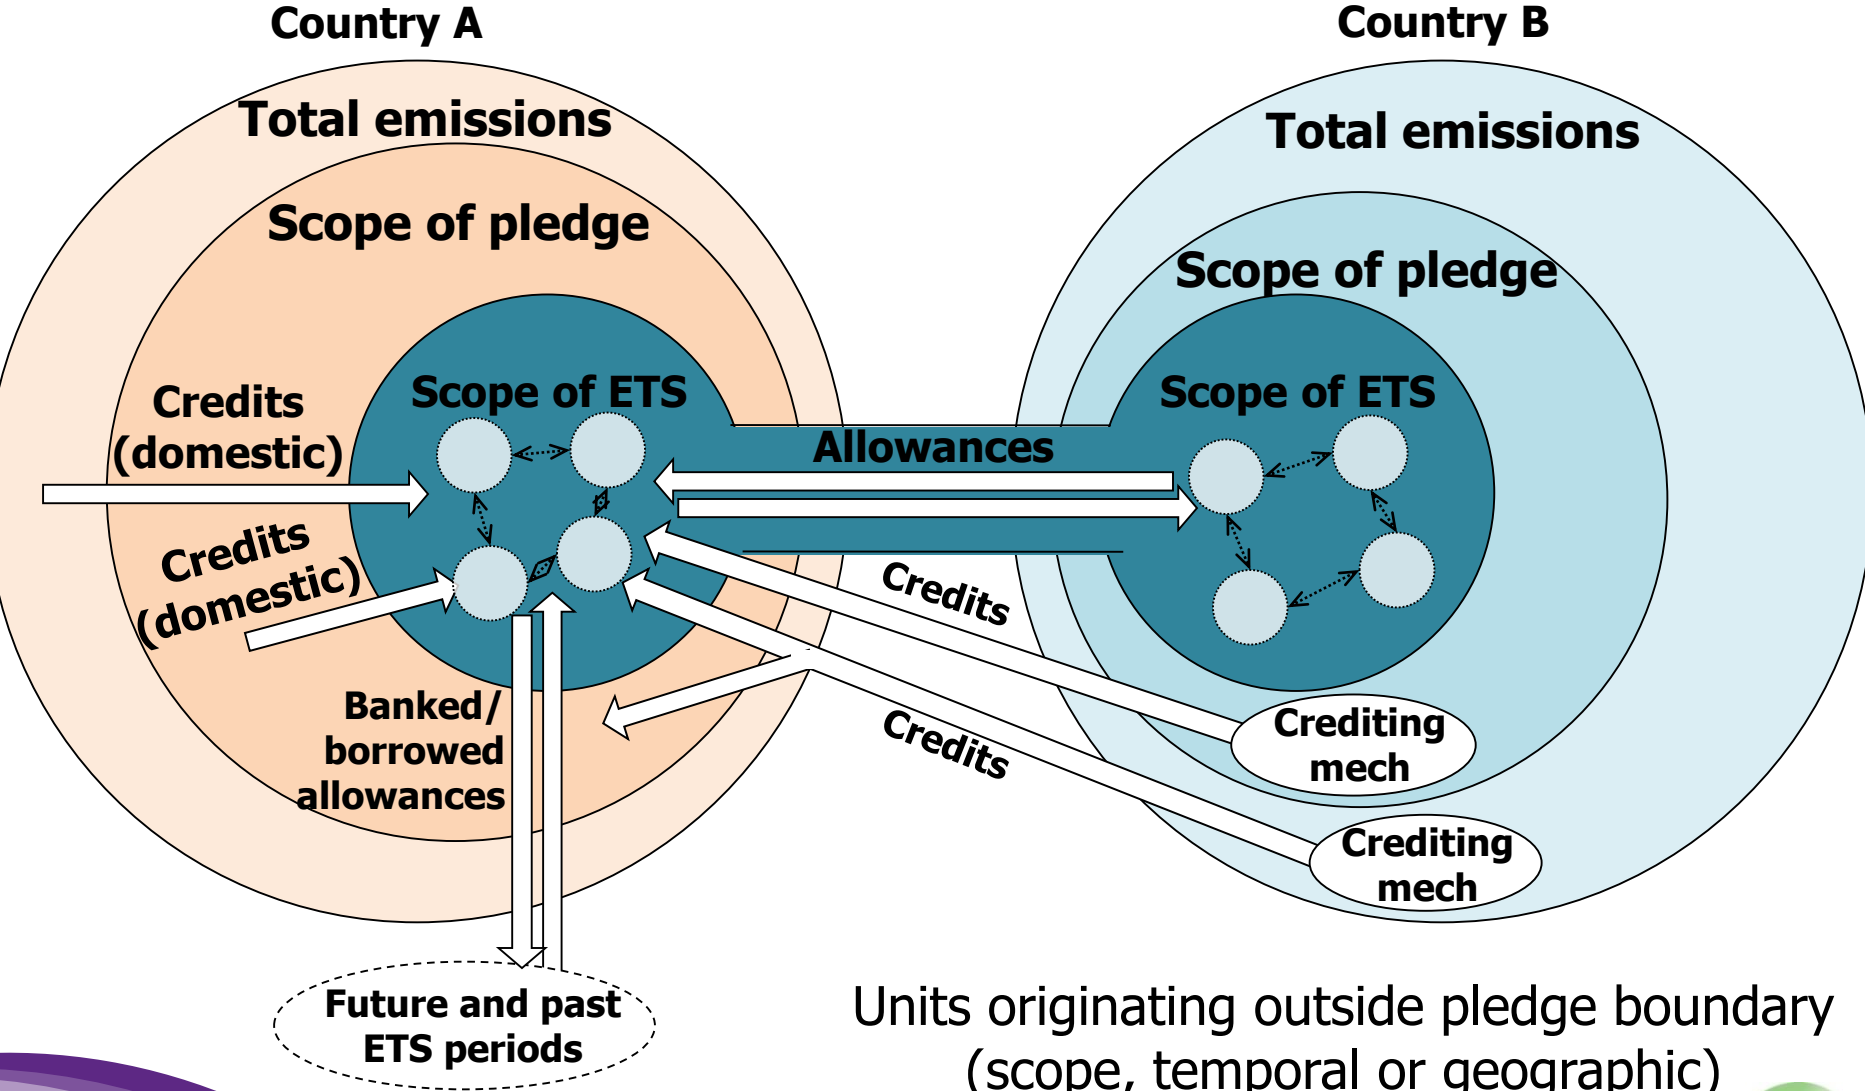 Country A
Country B
Total emissions
Total emissions
Scope of pledge
Scope of pledge
Scope of ETS
Scope of ETS
Credits
(domestic)
Allowances
Credits
(domestic)
Credits
Banked/
borrowed
allowances
Credits
Crediting
mech
Crediting
mech
Future and past
ETS periods
Units originating outside pledge boundary
(scope, temporal or geographic)